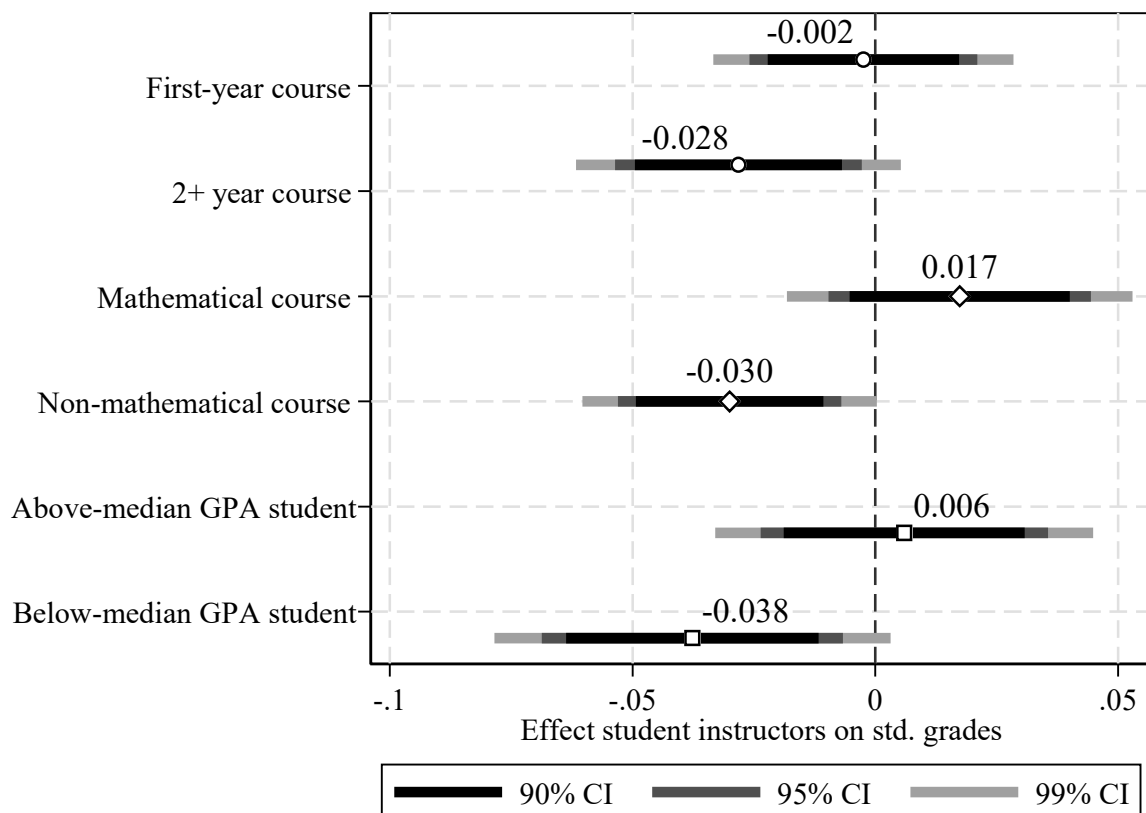 -0.002
First-year course
-0.028
2+ year course
0.017
Mathematical course
-0.030
Non-mathematical course
Above-median GPA student
0.006
Below-median GPA student
-0.038
-.1 -.05 0 .05
Effect student instructors on std. grades
90% CI 95% CI 99% CI